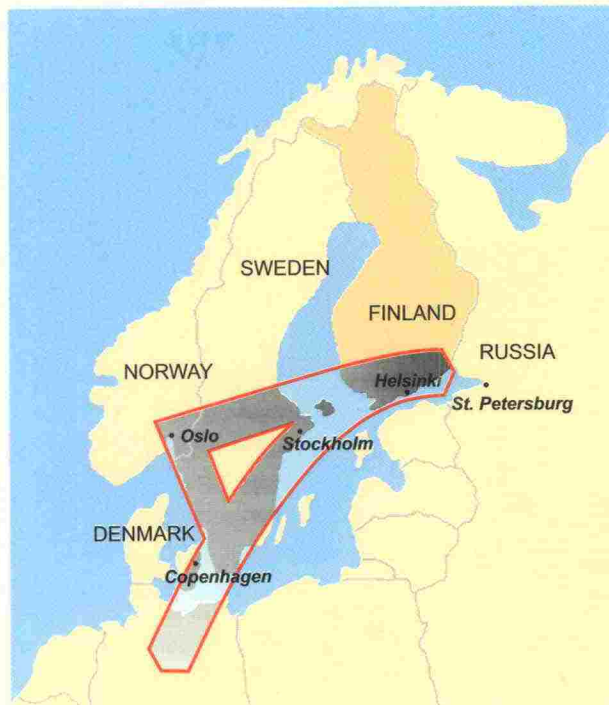 SWEDEN
FINLAND
NORWAY
RUSSIA
Helsinki
St. Petersburg
Oslo
Stockholm
DENMARK
Copenhagen